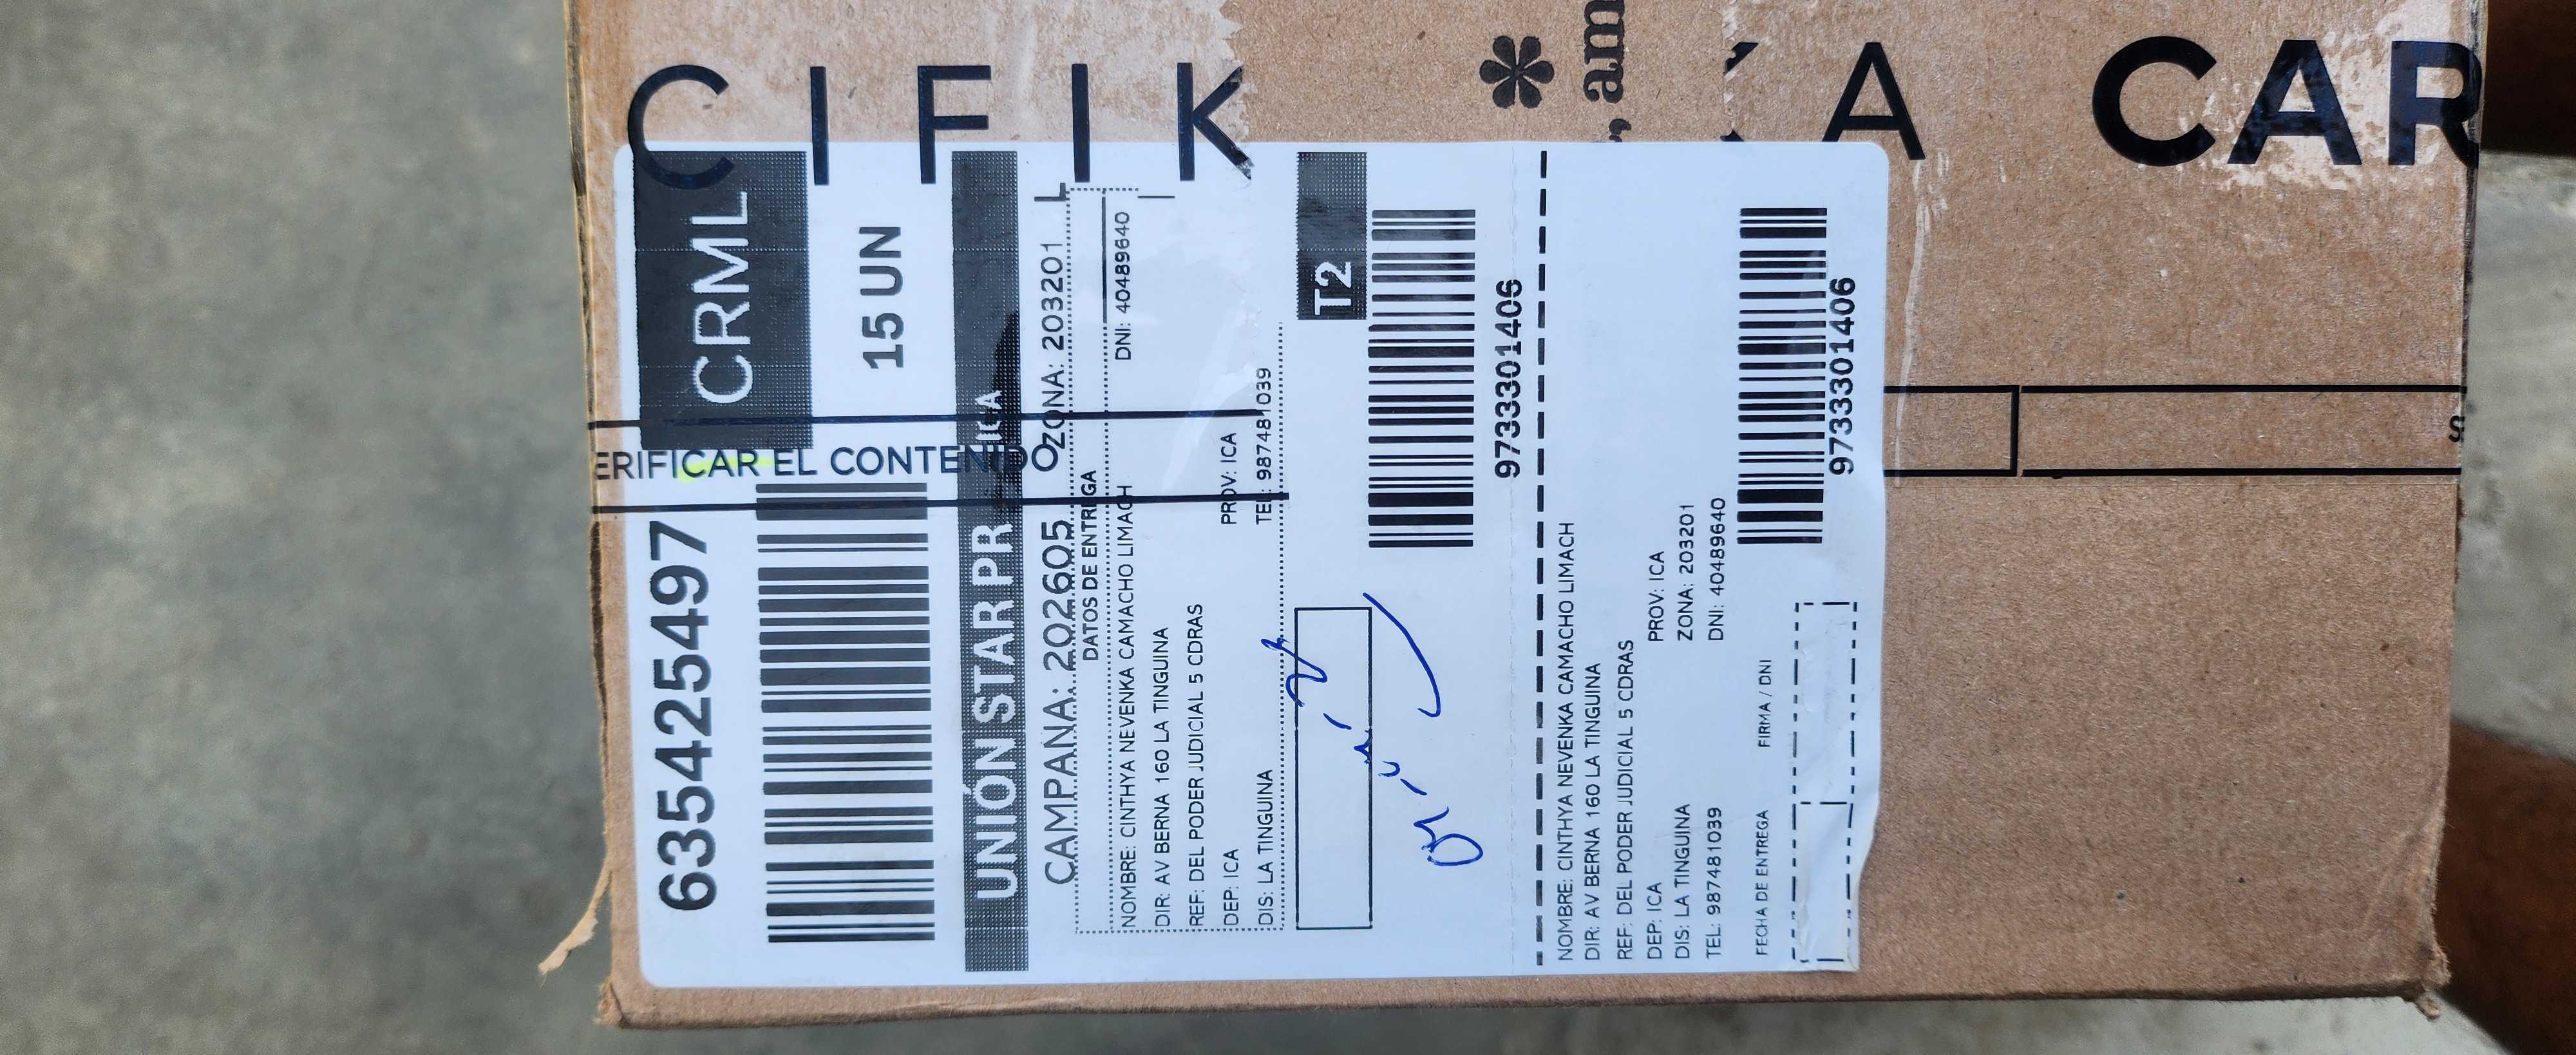 CIFIK
*
, am
KA CAR
CRML
15 UN
ERIFICAR EL CONTENIDO
6354254497
UNIÓN STAR PR
ICA
CAMPAÑA: 202605
ZONA: 203201
DATOS DE ENTREGA
NOMBRE: CINTHYA NEVENKA CAMACHO LIMACH
DNI: 40489640
DIR: AV BERNA 160 LA TINGUINA
REF: DEL PODER JUDICIAL 5 CDRAS
DEP: ICA
PROV: ICA
DIS: LA TINGUINA
TEL: 987481039
T2
9733301406
NOMBRE: CINTHYA NEVENKA CAMACHO LIMACH
DIR: AV BERNA 160 LA TINGUINA
REF: DEL PODER JUDICIAL 5 CDRAS
DEP: ICA
PROV: ICA
DIS: LA TINGUINA
ZONA: 203201
TEL: 987481039
DNI: 40489640
FECHA DE ENTREGA
FIRMA / DNI
9733301406